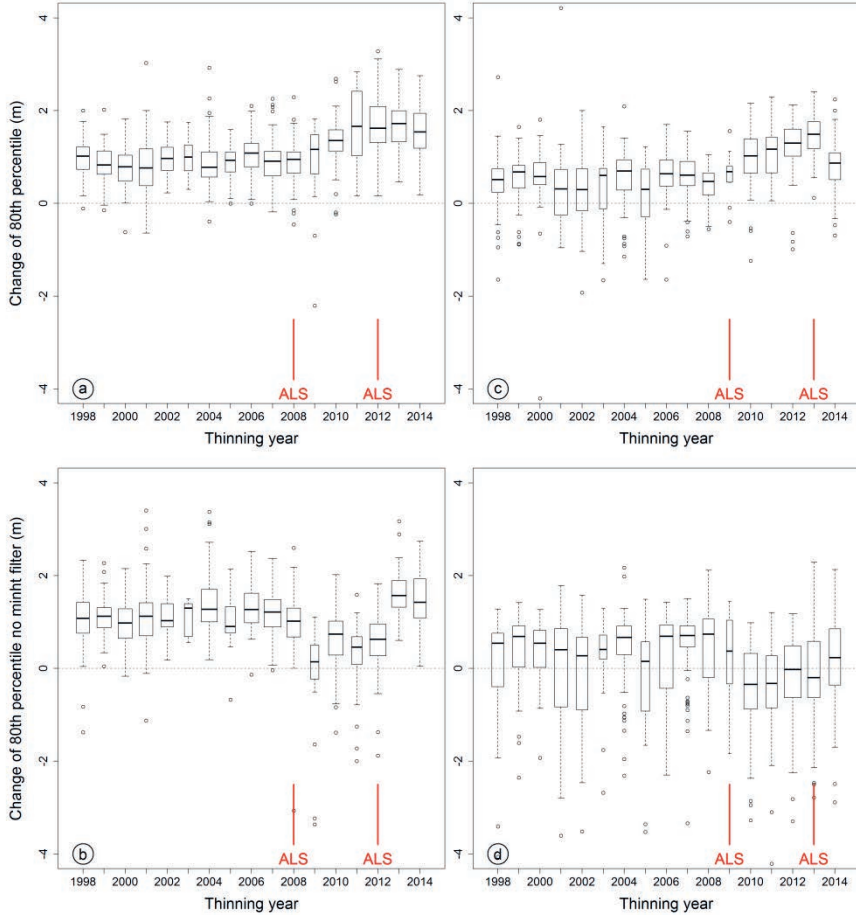 Change of 80th percentile (m)
4
2
0
-2
-4
a
ALS
ALS
1998 2000 2002 2004 2006 2008 2010 2012 2014
Thinning year
4
2
0
-2
-4
c
ALS
ALS
1998 2000 2002 2004 2006 2008 2010 2012 2014
Thinning year
Change of 80th percentile no minht filter (m)
4
2
0
-2
-4
b
ALS
ALS
1998 2000 2002 2004 2006 2008 2010 2012 2014
Thinning year
4
2
0
-2
-4
d
ALS
ALS
1998 2000 2002 2004 2006 2008 2010 2012 2014
Thinning year